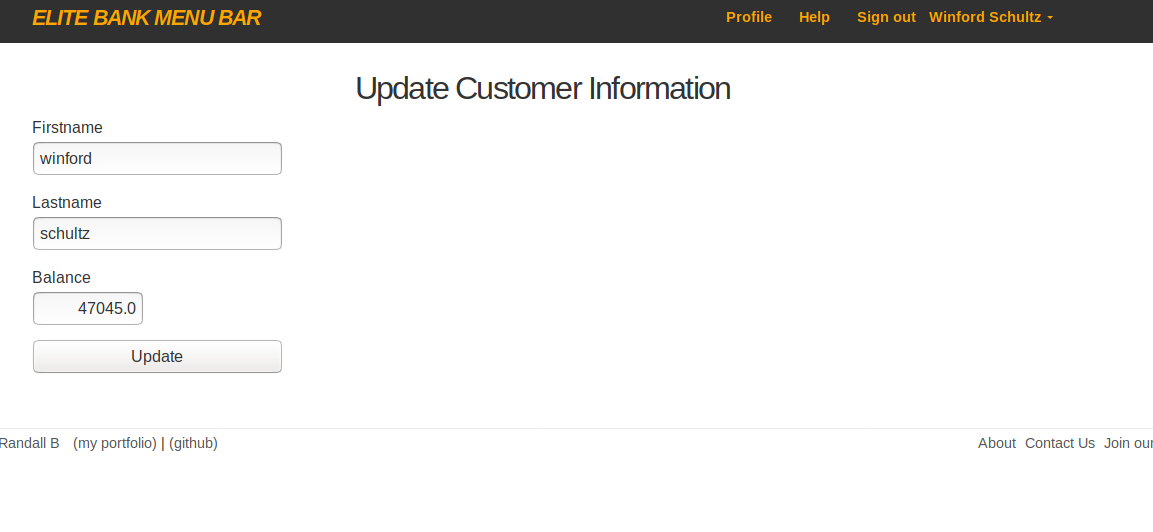 ELITE BANK MENU BAR Profile Help Sign out Winford Schultz
Update Customer Information
Firstname
winford
Lastname
schultz
Balance
47045.0
Update
Randall B (my portfolio) | (github) About Contact Us Join our